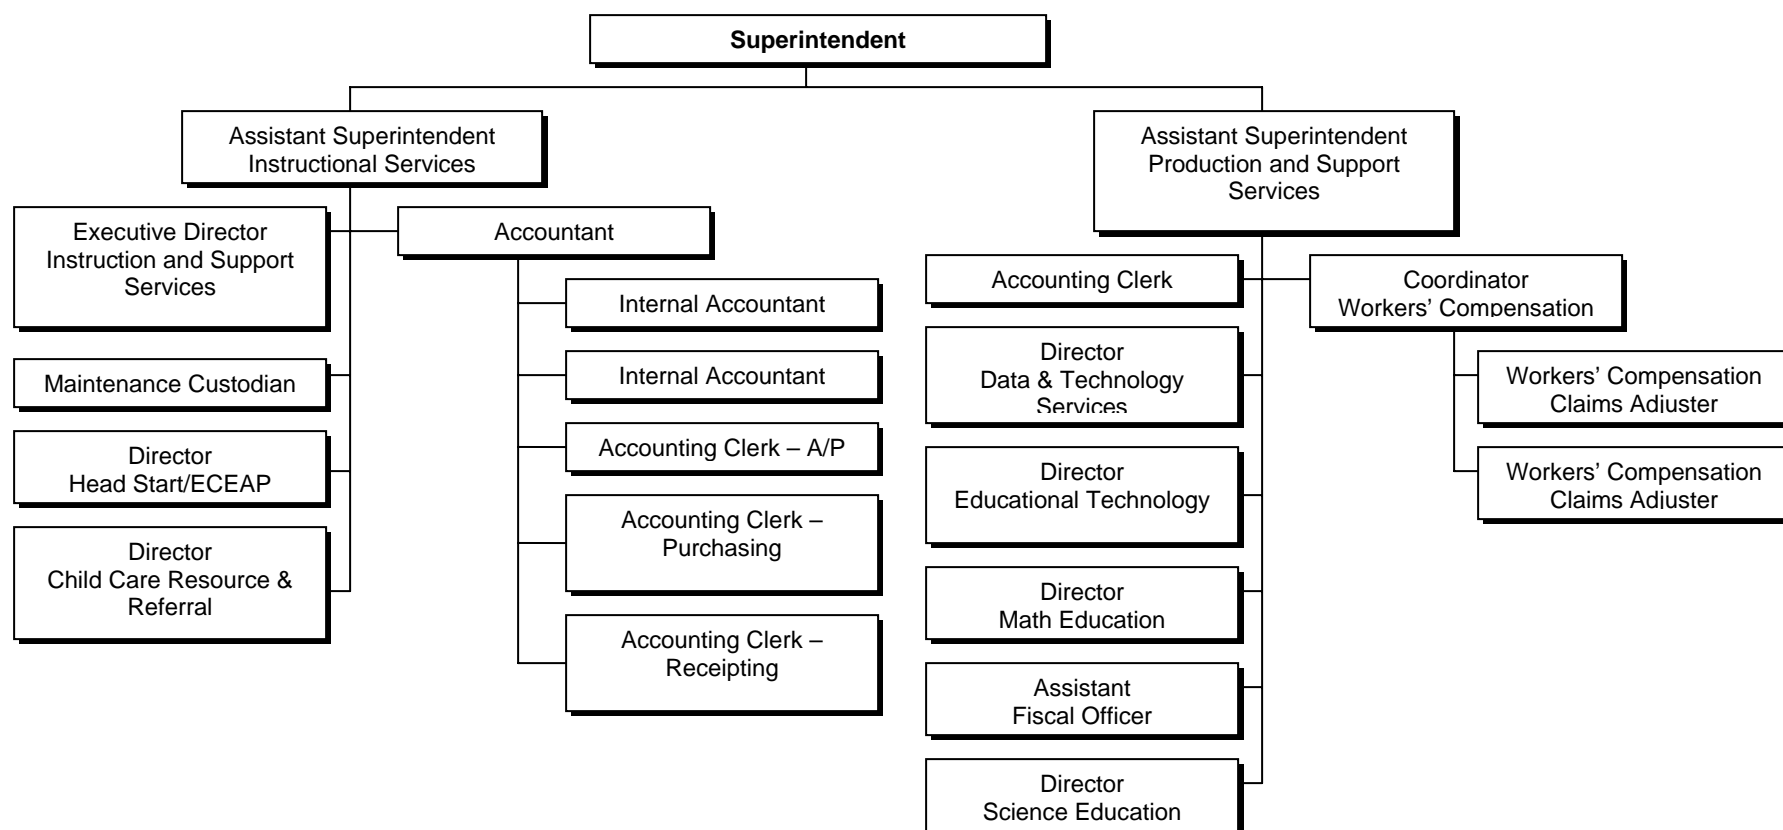 Superintendent
Assistant Superintendent
Instructional Services
Assistant Superintendent
Production and Support
Services
Executive Director
Instruction and Support
Services
Accountant
Maintenance Custodian
Director
Head Start/ECEAP
Director
Child Care Resource &
Referral
Internal Accountant
Internal Accountant
Accounting Clerk – A/P
Accounting Clerk –
Purchasing
Accounting Clerk –
Receipting
Accounting Clerk
Director
Data & Technology
Services
Director
Educational Technology
Director
Math Education
Assistant
Fiscal Officer
Director
Science Education
Coordinator
Workers’ Compensation
Workers’ Compensation
Claims Adjuster
Workers’ Compensation
Claims Adjuster